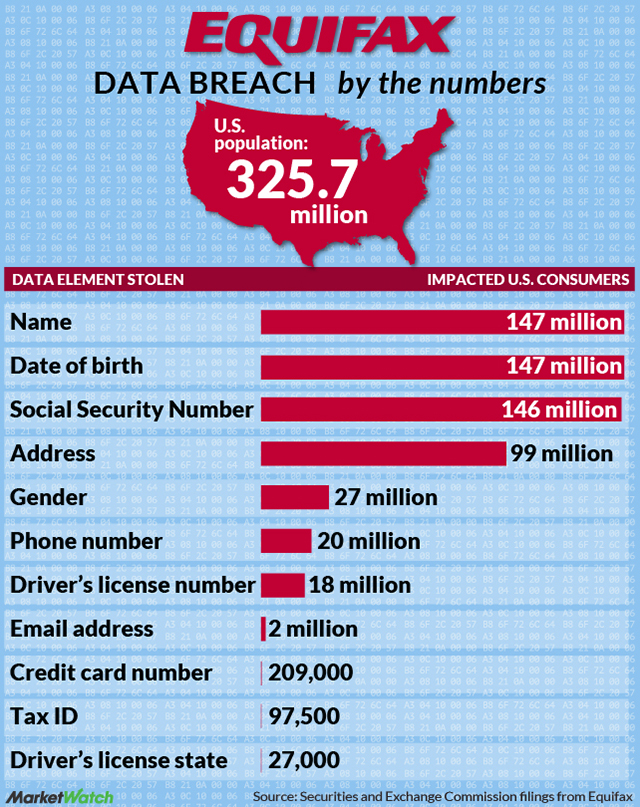 EQUIFAX
DATA BREACH by the numbers
U.S.
population:
325.7
million
DATA ELEMENT STOLEN IMPACTED U.S. CONSUMERS
Name 147 million
Date of birth 147 million
Social Security Number 146 million
Address 99 million
Gender 27 million
Phone number 20 million
Driver’s license number 18 million
Email address 2 million
Credit card number 209,000
Tax ID 97,500
Driver’s license state 27,000
MarketWatch Source: Securities and Exchange Commission filings from Equifax